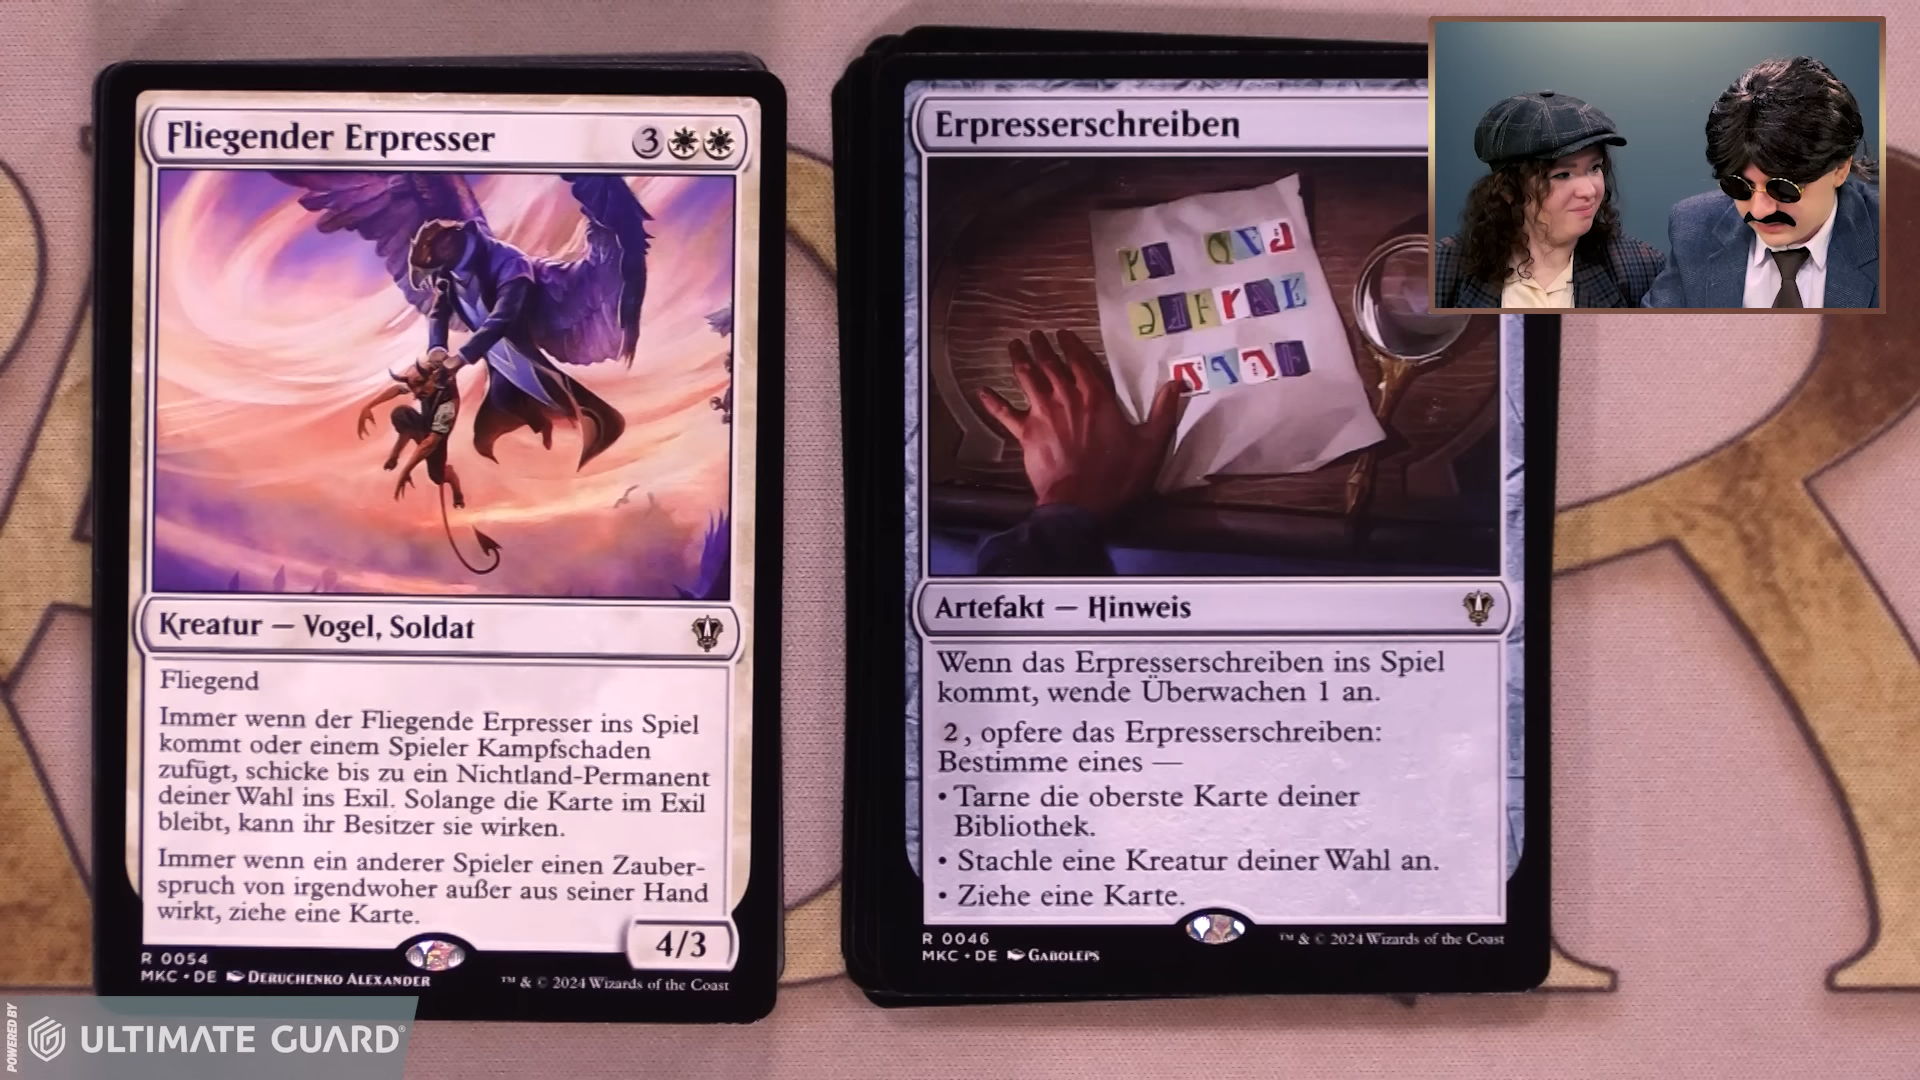 Fliegender Erpresser
3
Kreatur — Vogel, Soldat
Fliegend
Immer wenn der Fliegende Erpresser ins Spiel
kommt oder einem Spieler Kampfschaden
zufügt, schicke bis zu ein Nichtland-Permanent
deiner Wahl ins Exil. Solange die Karte im Exil
bleibt, kann ihr Besitzer sie wirken.
Immer wenn ein anderer Spieler einen Zauber-
spruch von irgendwoher außer aus seiner Hand
wirkt, ziehe eine Karte.
4/3
R 0054
MKC • DE DERUCHENKO ALEXANDER
™ & © 2024 Wizards of the Coast
Erpresserschreiben
Artefakt — Hinweis
Wenn das Erpresserschreiben ins Spiel
kommt, wende Überwachen 1 an.
2, opfere das Erpresserschreiben:
Bestimme eines —
• Tarne die oberste Karte deiner
Bibliothek.
• Stachle eine Kreatur deiner Wahl an.
• Ziehe eine Karte.
R 0046
MKC • DE GABOLEPS
™ & © 2024 Wizards of the Coast
POWERED BY
ULTIMATE GUARD®